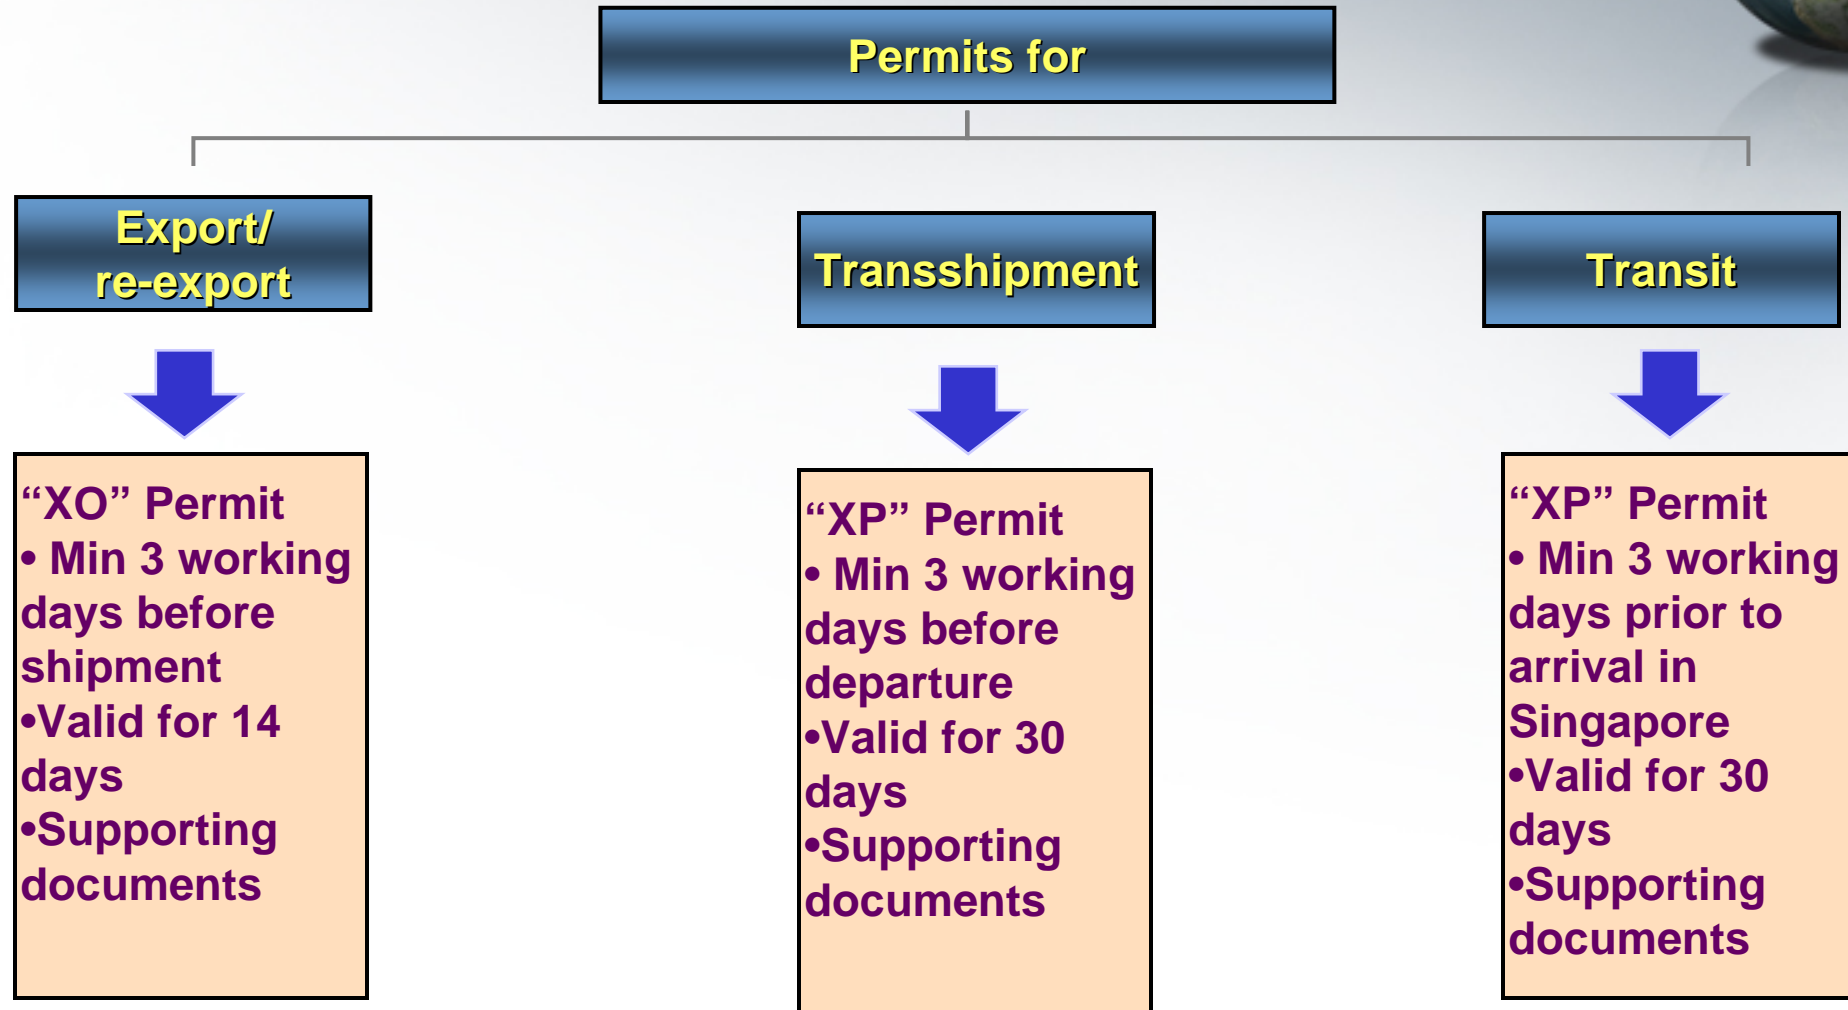 Permits for
Export/
re-export
“XO” Permit
• Min 3 working
days before
shipment
•Valid for 14
days
•Supporting
documents
Transshipment
“XP” Permit
• Min 3 working
days before
departure
•Valid for 30
days
•Supporting
documents
Transit
“XP” Permit
• Min 3 working
days prior to
arrival in
Singapore
•Valid for 30
days
•Supporting
documents